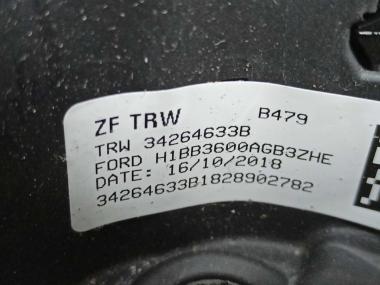 ZF TRW B479
TRW 34264633B
FORD H1BB3600AGB3ZHE
DATE: 16/10/2018
34264633B1828902782